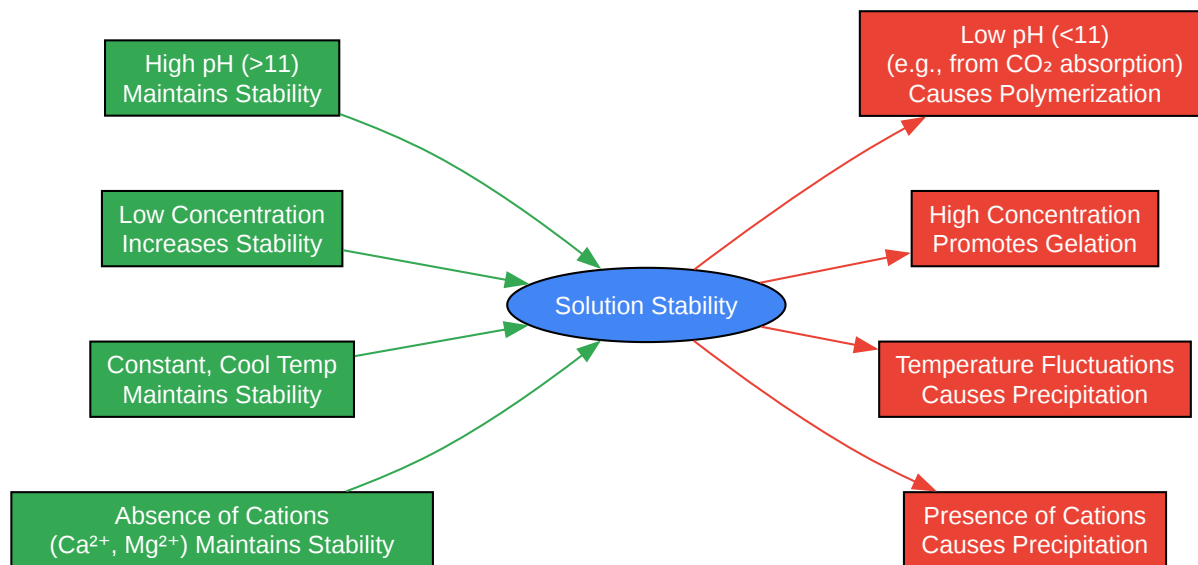 High pH (>11)
Maintains Stability
Low Concentration
Increases Stability
Constant, Cool Temp
Maintains Stability
Absence of Cations
(Ca²⁺, Mg²⁺) Maintains Stability
Solution Stability
Low pH (<11)
(e.g., from CO₂ absorption)
Causes Polymerization
High Concentration
Promotes Gelation
Temperature Fluctuations
Causes Precipitation
Presence of Cations
Causes Precipitation